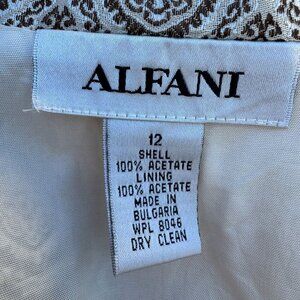 ALFANI
12
SHELL
100% ACETATE
LINING
100% ACETATE
MADE IN
BULGARIA
WPL 8046
DRY CLEAN